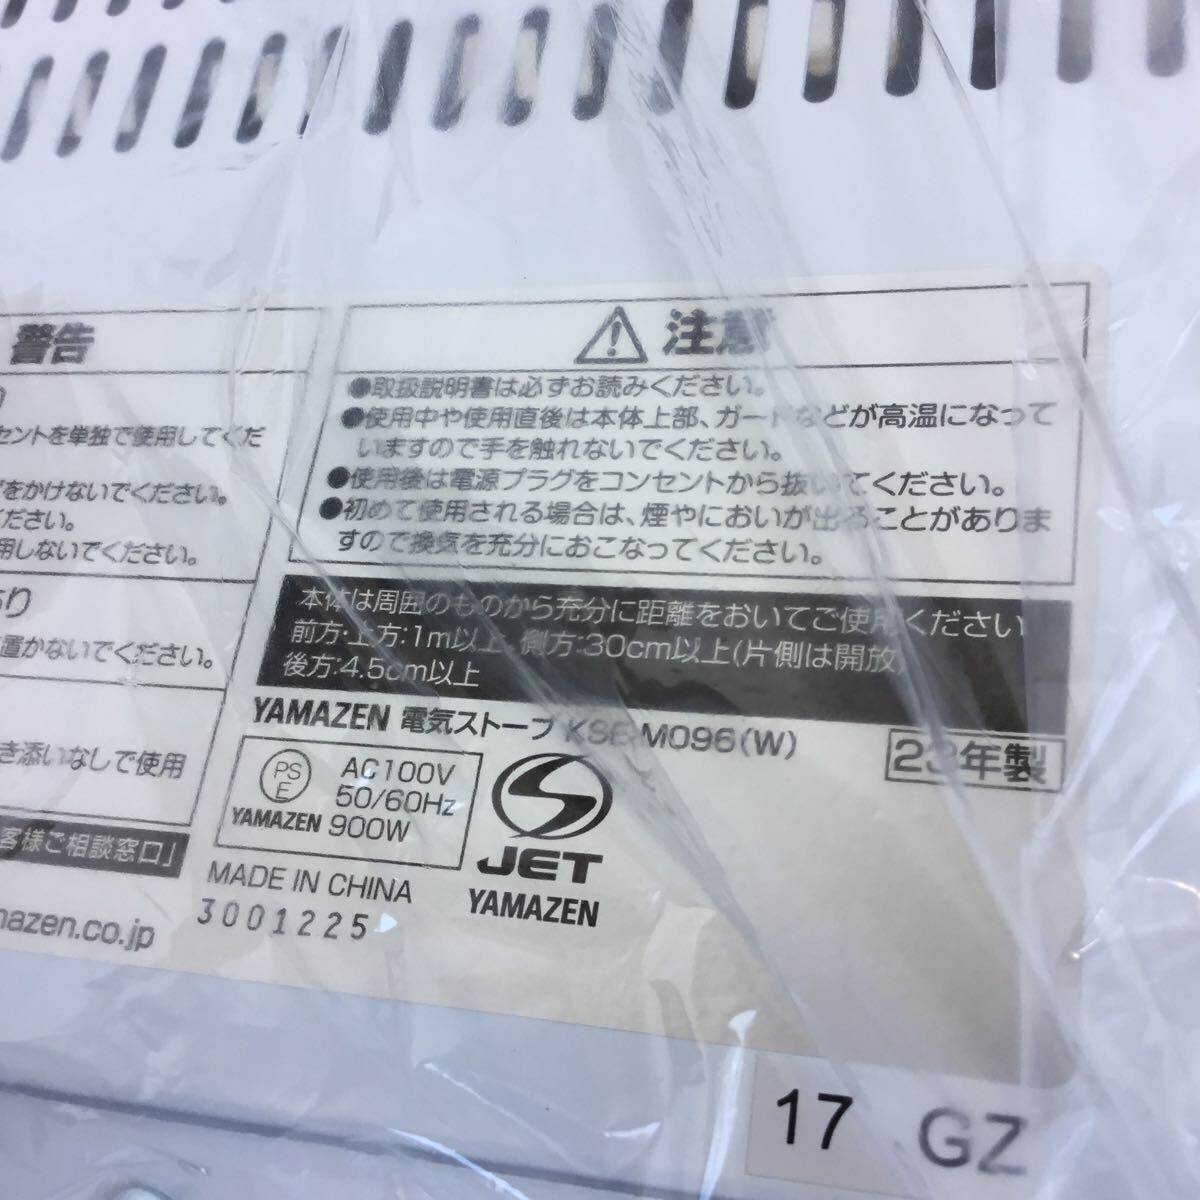 警告
セントを単独で使用してくだ
をかけないでください。
ださい。
用しないでください。
置かないでください。
き添いなしで使用
客様ご相談窓口」
mazen.co.jp
注意
●取扱説明書は必ずお読みください。
●使用中や使用直後は本体上部、ガードなどが高温になって
いますので手を触れないでください。
●使用後は電源プラグをコンセントから抜いてください。
●初めて使用される場合は、煙やにおいが出ることがありま
すので換気を充分におこなってください。
本体は周囲のものから充分に距離をおいてご使用ください
前方・上方:1m以上、側方:30cm以上(片側は開放)
後方:4.5cm以上
YAMAZEN 電気ストーブ KSE-M096(W)
23年製
PS
E
YAMAZEN
AC100V
50/60Hz
900W
JET
YAMAZEN
MADE IN CHINA
3001225
17 GZ